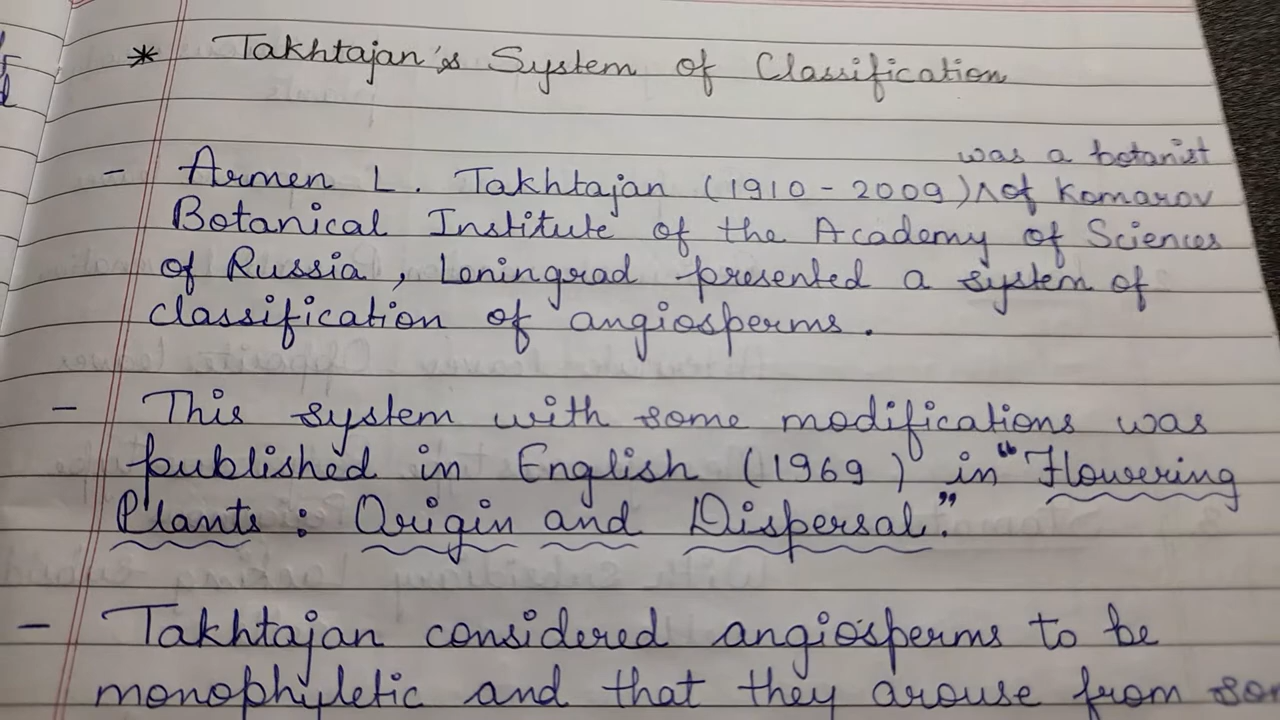 * Takhtajan's System of Classification
was a botanist
- Armen L. Takhtajan (1910-2009)^of Komarov
Botanical Institute of the Academy of Sciences
of Russia, Leningrad presented a system of
classification of angiosperms.
- This system with some modifications was
published in English (1969) in "Flowering
Plants : Origin and Dispersal."
- Takhtajan considered angiosperms to be
monophyletic and that they arouse from